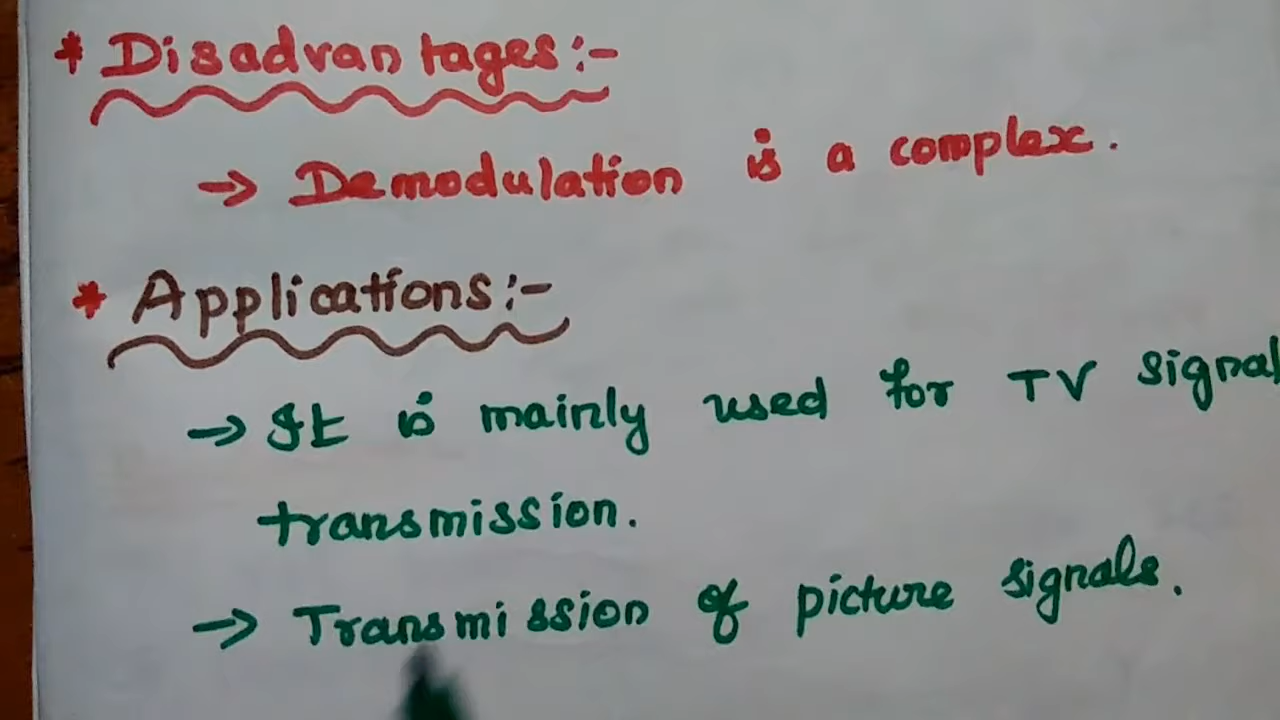 * Disadvantages:-
→ Demodulation is a complex.
* Applications:-
→ It is mainly used for TV signal
transmission.
→ Transmission of picture signals.